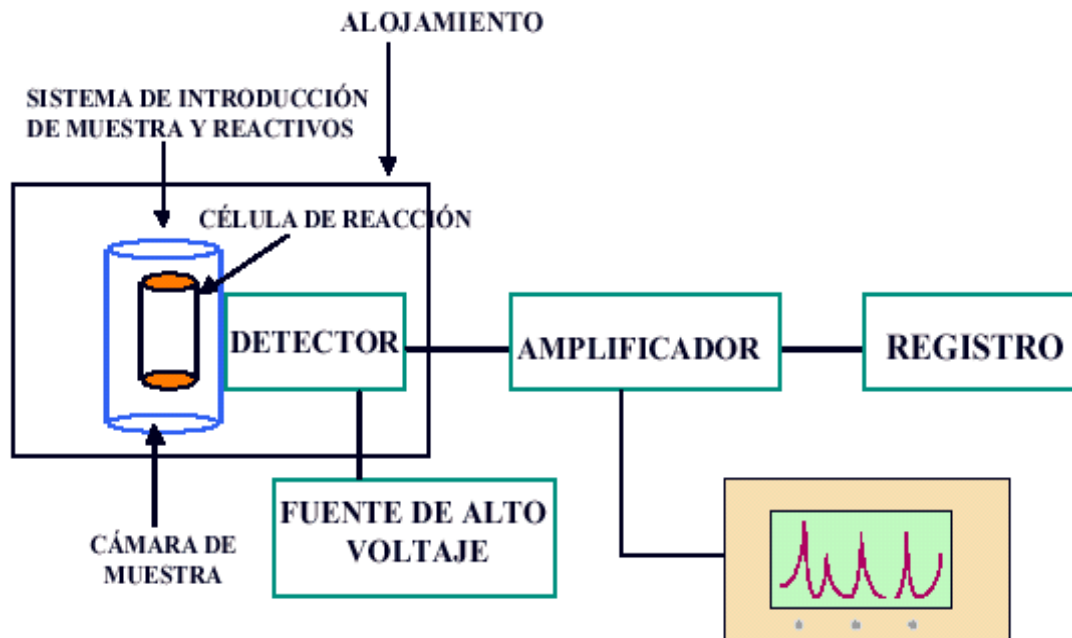 ALOJAMIENTO
SISTEMA DE INTRODUCCIÓN
DE MUESTRA Y REACTIVOS
CÉLULA DE REACCIÓN
DETECTOR
AMPLIFICADOR
REGISTRO
FUENTE DE ALTO
VOLTAJE
CÁMARA DE
MUESTRA